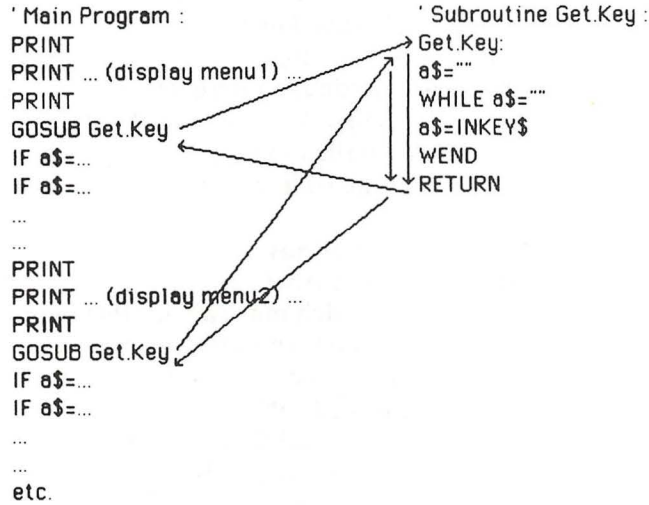 ' Main Program :
PRINT
PRINT ... (display menu1) ...
PRINT
GOSUB Get.Key
IF a$=...
IF a$=...
...
...
PRINT
PRINT ... (display menu2) ...
PRINT
GOSUB Get.Key
IF a$=...
IF a$=...
...
...
etc.
' Subroutine Get.Key :
Get.Key:
a$=""
WHILE a$=""
a$=INKEY$
WEND
RETURN